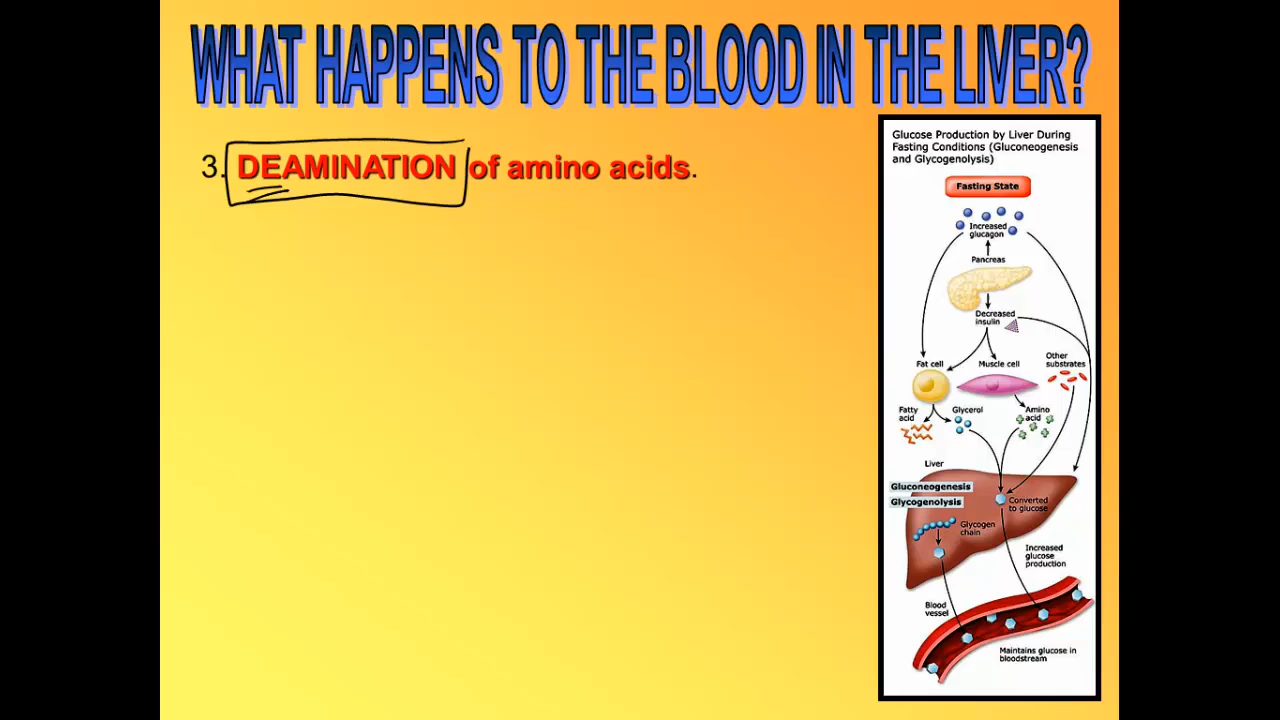 WHAT HAPPENS TO THE BLOOD IN THE LIVER?
3. DEAMINATION of amino acids.
Glucose Production by Liver During
Fasting Conditions (Gluconeogenesis
and Glycogenolysis)
Fasting State
Increased
glucagon
Pancreas
Decreased
insulin
Fat cell
Muscle cell
Other
substrates
Fatty
acid
Glycerol
Amino
acid
Liver
Gluconeogenesis
Glycogenolysis
Converted
to glucose
Glycogen
chain
Increased
glucose
production
Blood
vessel
Maintains glucose in
bloodstream